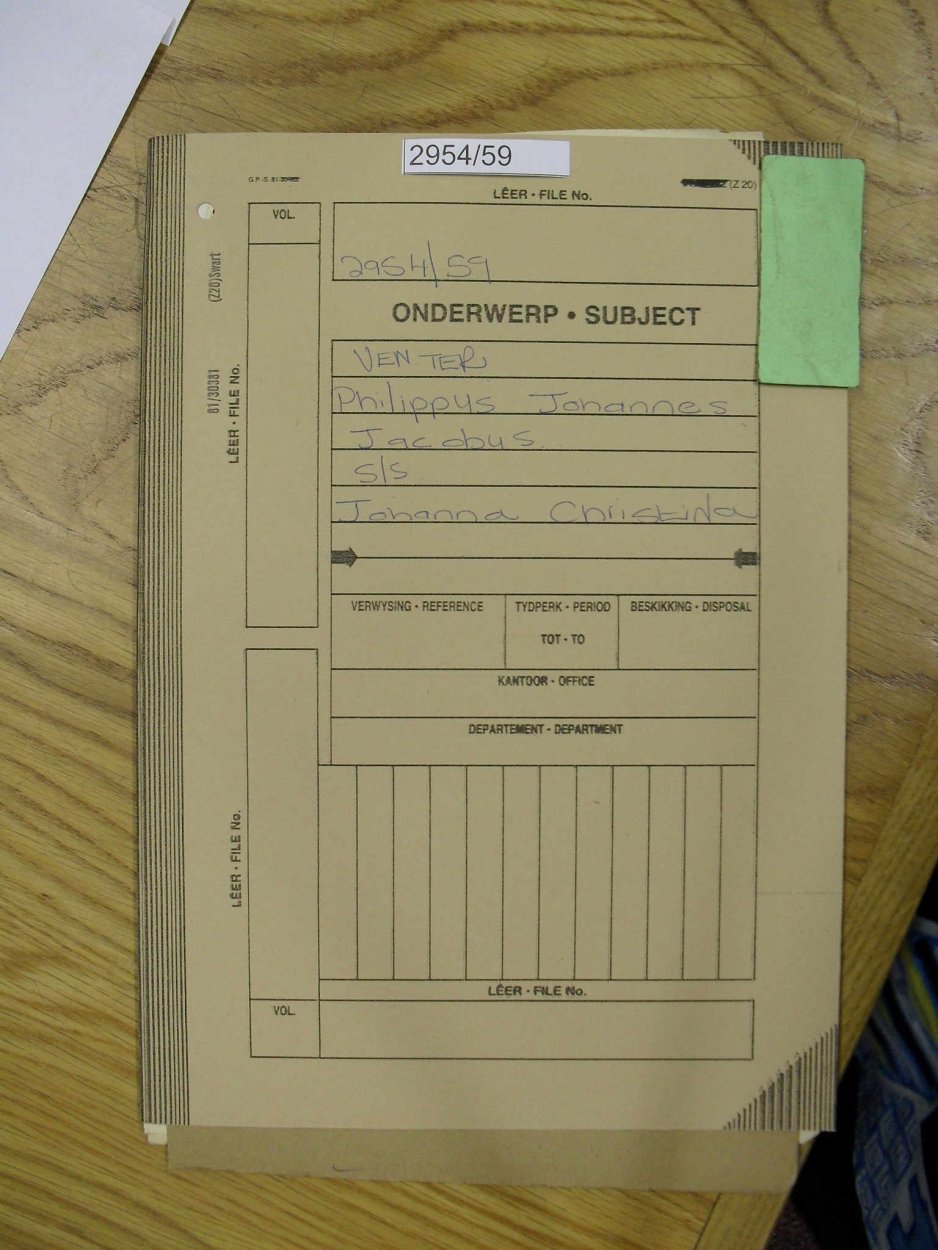 2954/59
G.P.-S. 81
(Z 20)
LÊER - FILE No.
VOL.
2954/59
(Z20)Swart
81/30381
LÊER - FILE No.
ONDERWERP • SUBJECT
VENTER
Philippus Johannes
Jacobus
S/S
Johanna Christina
VERWYSING - REFERENCE
TYDPERK - PERIOD
TOT - TO
BESKIKKING - DISPOSAL
KANTOOR - OFFICE
DEPARTEMENT - DEPARTMENT
LÊER - FILE No.
LÊER - FILE No.
VOL.